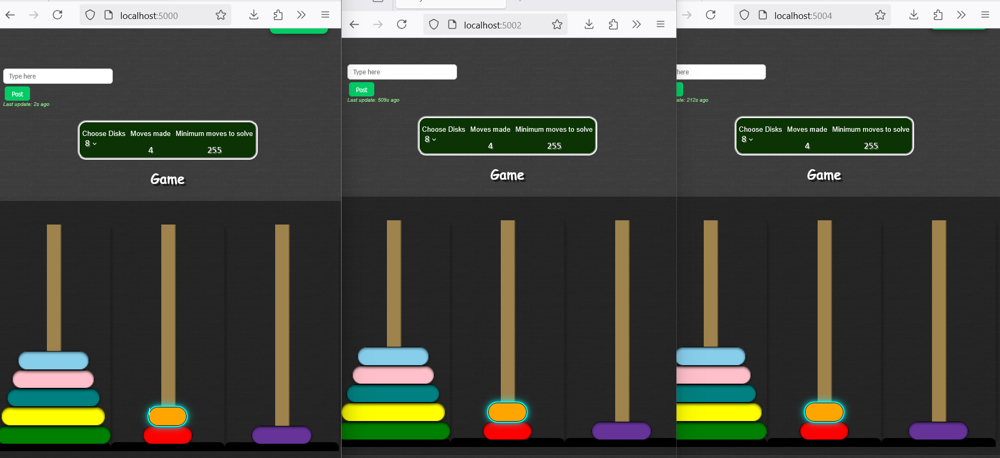 localhost:5000
Type here
Post
Last update: 2s ago
Choose Disks Moves made Minimum moves to solve
8
4 255
Game
localhost:5002
Type here
Post
Last update: 509s ago
Choose Disks Moves made Minimum moves to solve
8
4 255
Game
localhost:5004
here
ate: 212s ago
Choose Disks Moves made Minimum moves to solve
8
4 255
Game